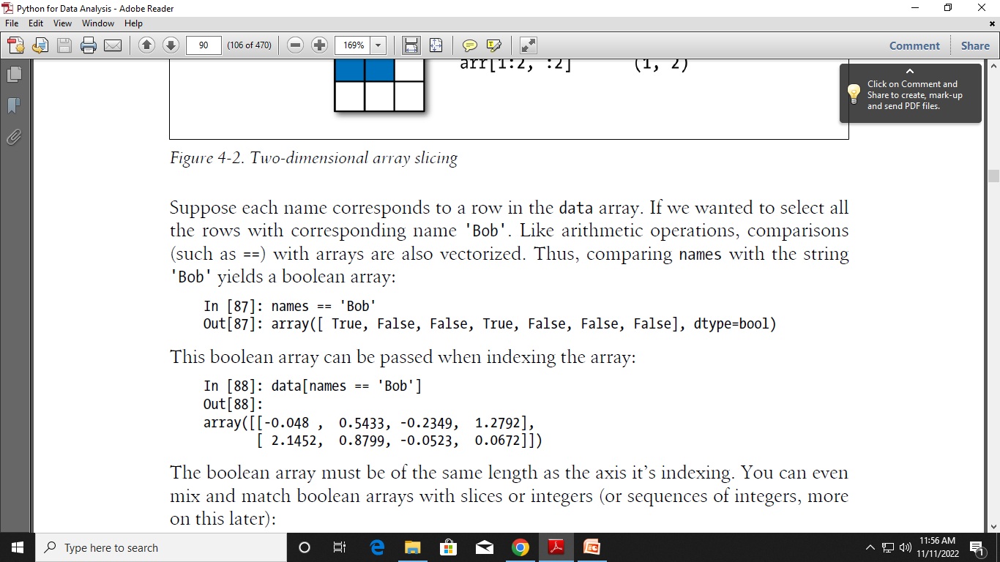 Python for Data Analysis - Adobe Reader
File Edit View Window Help
90 (106 of 470) 169% Comment Share
arr[1:2, :2] (1, 2)
Click on Comment and
Share to create, mark-up
and send PDF files.
Figure 4-2. Two-dimensional array slicing
Suppose each name corresponds to a row in the data array. If we wanted to select all
the rows with corresponding name 'Bob'. Like arithmetic operations, comparisons
(such as ==) with arrays are also vectorized. Thus, comparing names with the string
'Bob' yields a boolean array:
In [87]: names == 'Bob'
Out[87]: array([ True, False, False, True, False, False, False], dtype=bool)
This boolean array can be passed when indexing the array:
In [88]: data[names == 'Bob']
Out[88]:
array([[-0.048 , 0.5433, -0.2349, 1.2792],
[ 2.1452, 0.8799, -0.0523, 0.0672]])
The boolean array must be of the same length as the axis it’s indexing. You can even
mix and match boolean arrays with slices or integers (or sequences of integers, more
on this later):
Type here to search
11:56 AM
11/11/2022
1